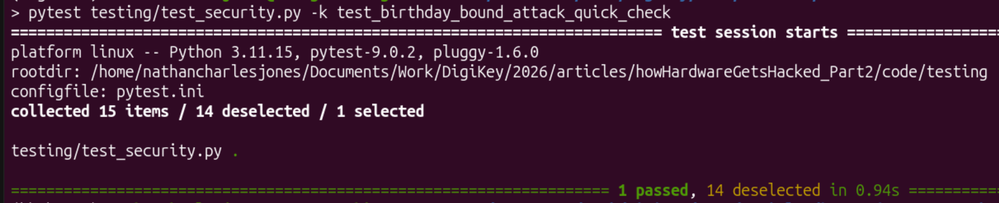 > pytest testing/test_security.py -k test_birthday_bound_attack_quick_check
============================================================================= test session starts ==================
platform linux -- Python 3.11.15, pytest-9.0.2, pluggy-1.6.0
rootdir: /home/nathancharlesjones/Documents/Work/DigiKey/2026/articles/howHardwareGetsHacked_Part2/code/testing
configfile: pytest.ini
collected 15 items / 14 deselected / 1 selected
testing/test_security.py .
======================================================================= 1 passed, 14 deselected in 0.94s ===========